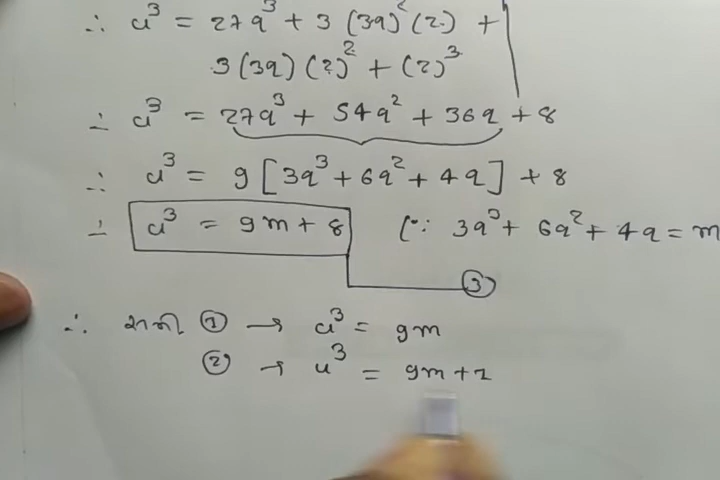 ∴ a³ = 27q³ + 3(3q)²(2) +
3(3q)(2)² + (2)³
∴ a³ = 27q³ + 54q² + 36q + 8
∴ a³ = 9[3q³ + 6q² + 4q] + 8
∴ a³ = 9m + 8 (∵ 3q³ + 6q² + 4q = m
③
∴ ① → a³ = 9m
② → a³ = 9m + 1